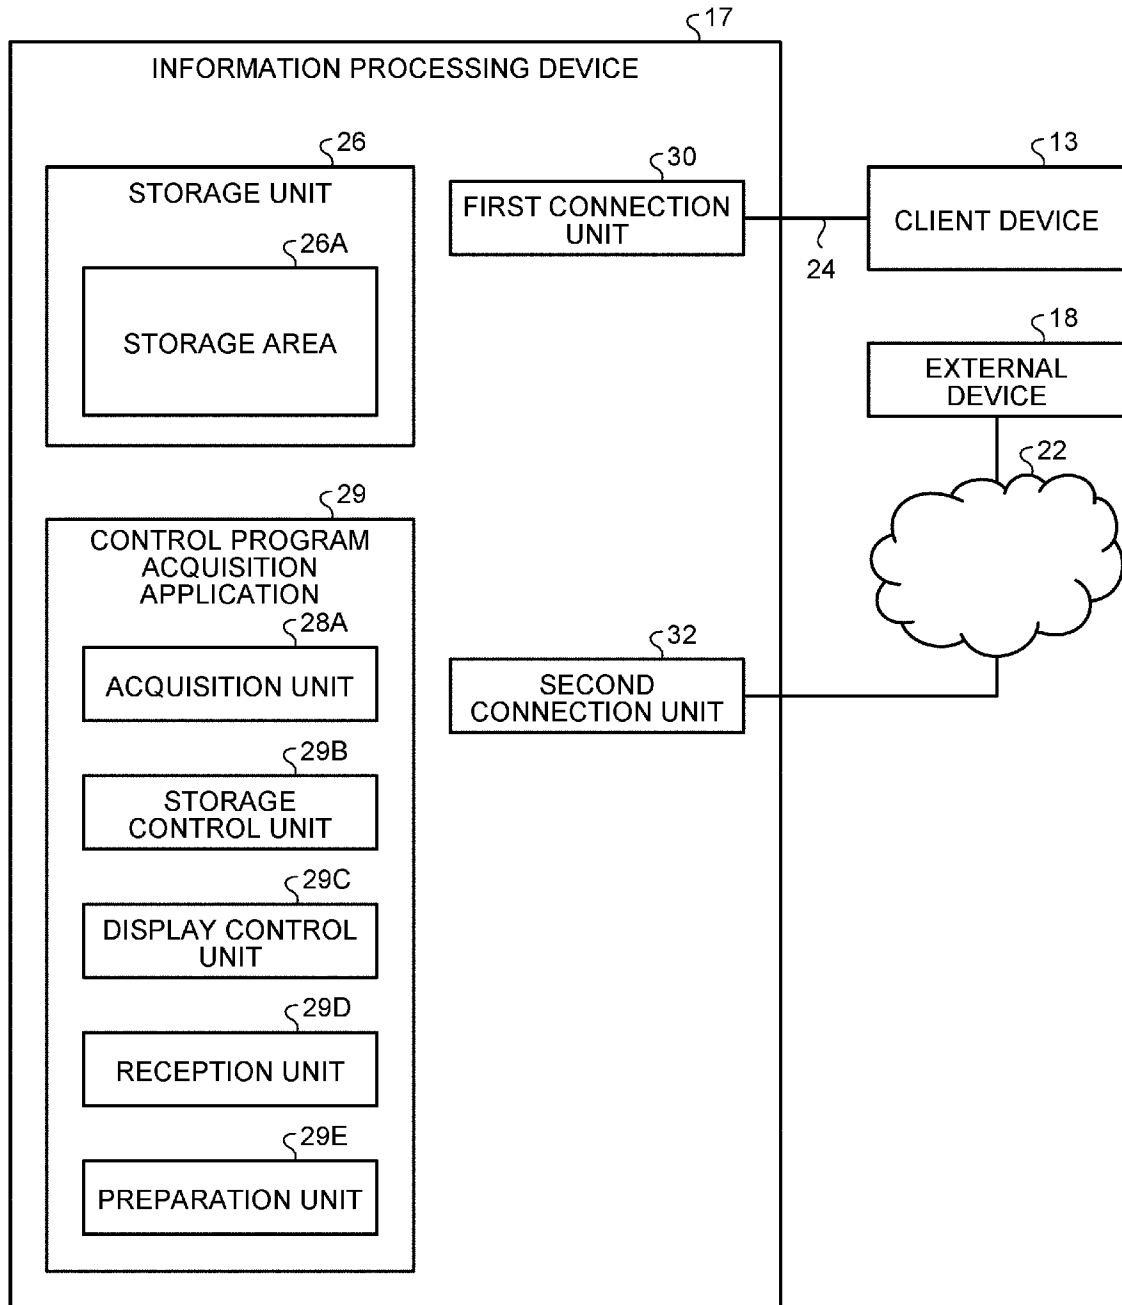 17
INFORMATION PROCESSING DEVICE
26
STORAGE UNIT
26A
STORAGE AREA
30
FIRST CONNECTION
UNIT
24
13
CLIENT DEVICE
18
EXTERNAL
DEVICE
22
29
CONTROL PROGRAM
ACQUISITION
APPLICATION
28A
ACQUISITION UNIT
32
SECOND
CONNECTION UNIT
29B
STORAGE
CONTROL UNIT
29C
DISPLAY CONTROL
UNIT
29D
RECEPTION UNIT
29E
PREPARATION UNIT